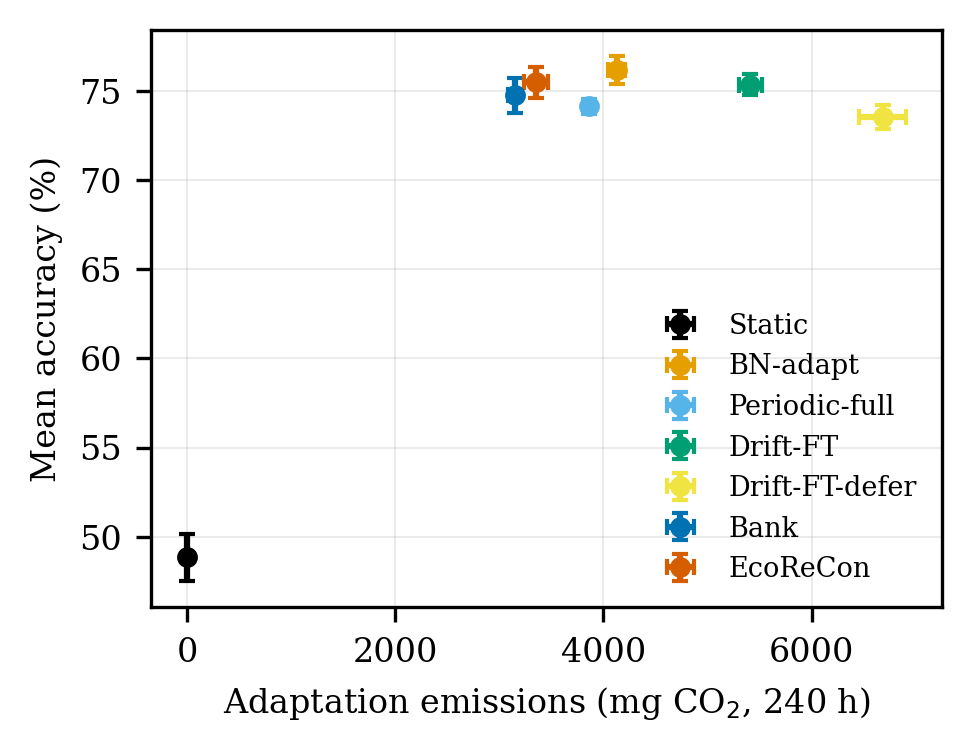 75
70
65
60
55
50
Mean accuracy (%)
Static
BN-adapt
Periodic-full
Drift-FT
Drift-FT-defer
Bank
EcoReCon
0
2000
4000
6000
Adaptation emissions (mg CO₂, 240 h)